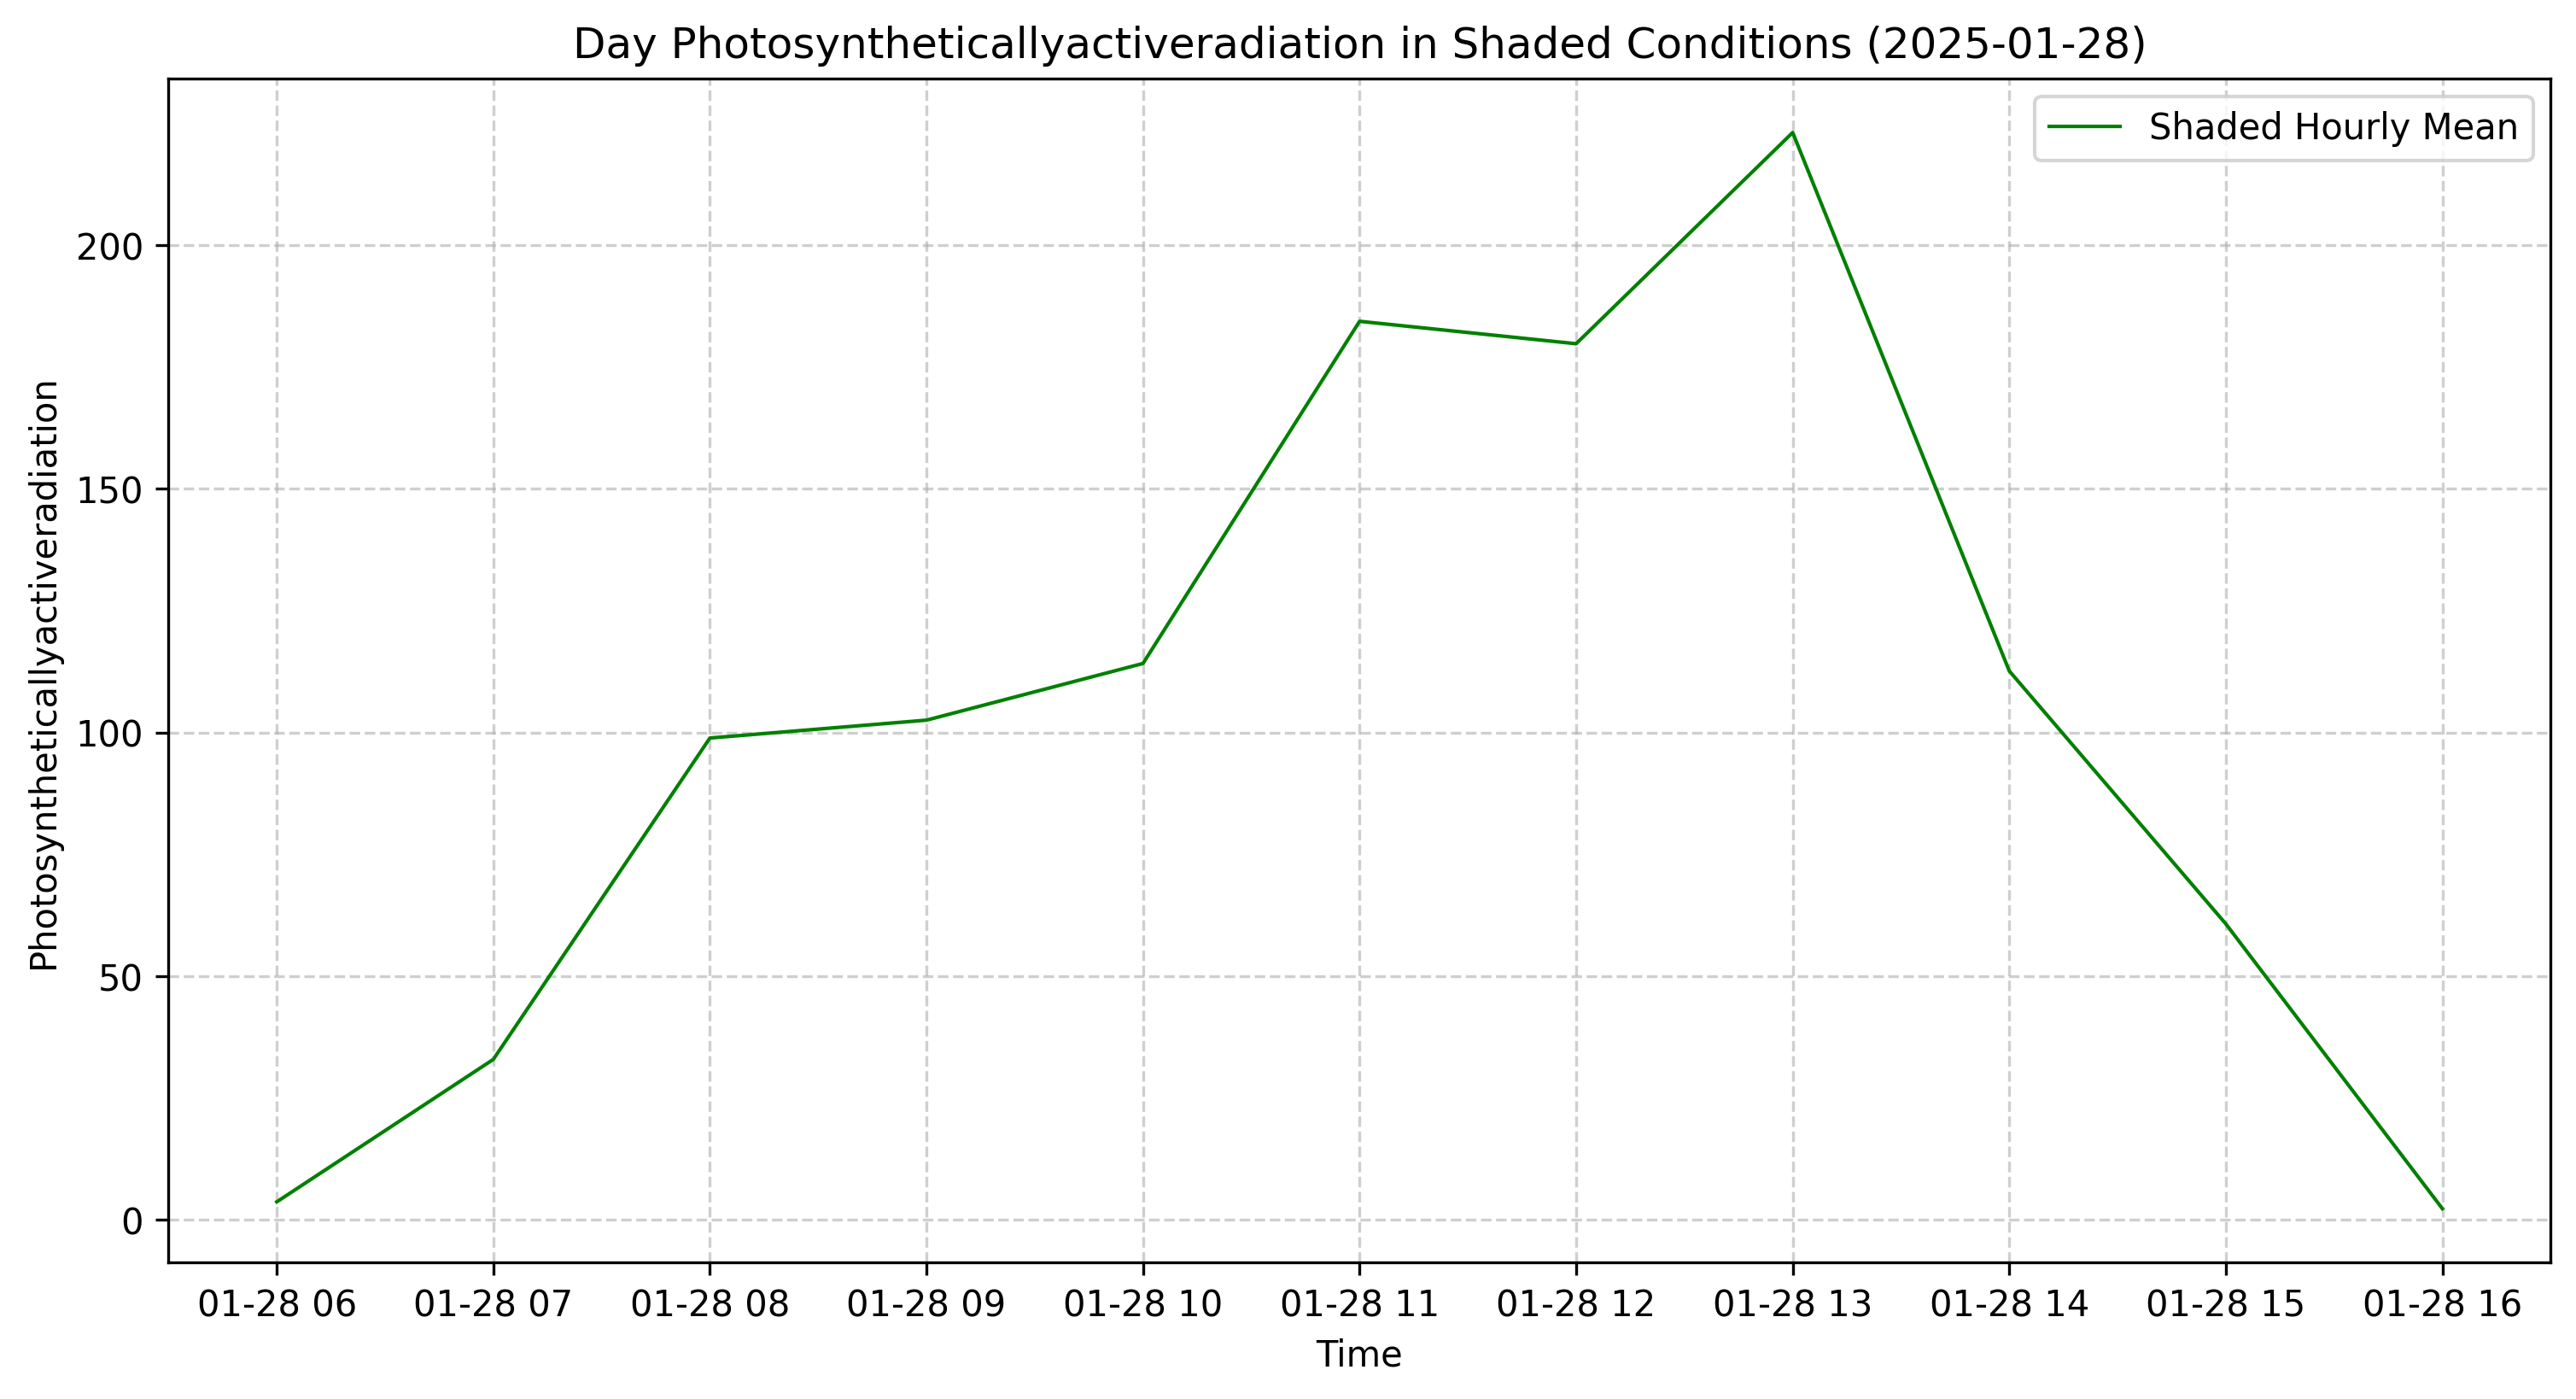 Day Photosyntheticallyactiveradiation in Shaded Conditions (2025-01-28)
Shaded Hourly Mean
Photosyntheticallyactiveradiation
200
150
100
50
0
01-28 06 01-28 07 01-28 08 01-28 09 01-28 10 01-28 11 01-28 12 01-28 13 01-28 14 01-28 15 01-28 16
Time